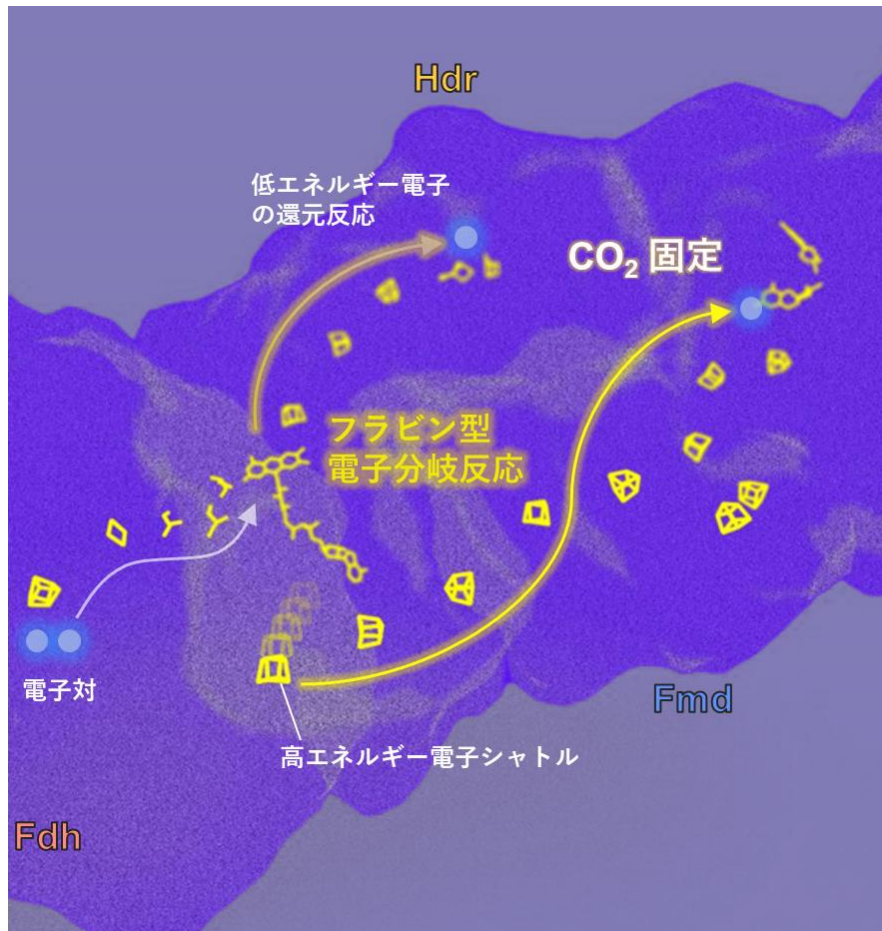 Hdr
低エネルギー電子
の還元反応
CO₂ 固定
フラビン型
電子分岐反応
電子対
Fmd
高エネルギー電子シャトル
Fdh